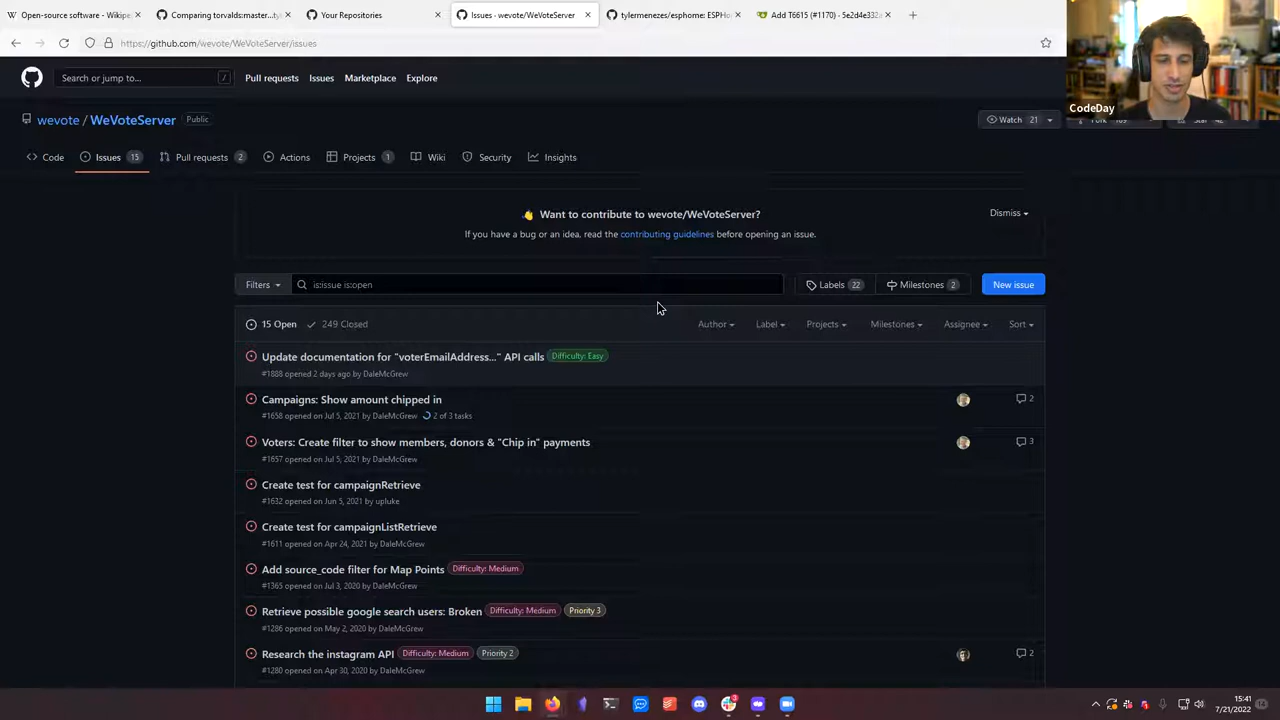 Open-source software - Wikipe
Comparing torvalds:master...ty
Your Repositories
Issues - wevote/WeVoteServer
tylermenezes/esphome: ESPHo
Add T6615 (#1170) · 5e2d4e332
https://github.com/wevote/WeVoteServer/issues
CodeDay
Search or jump to...
/
Pull requests
Issues
Marketplace
Explore
wevote / WeVoteServer
Public
Watch 21
Code
Issues 15
Pull requests 2
Actions
Projects 1
Wiki
Security
Insights
Want to contribute to wevote/WeVoteServer?
Dismiss
If you have a bug or an idea, read the contributing guidelines before opening an issue.
Filters
is:issue is:open
Labels 22
Milestones 2
New issue
15 Open
249 Closed
Author
Label
Projects
Milestones
Assignee
Sort
Update documentation for "voterEmailAddress..." API calls Difficulty: Easy
#1888 opened 2 days ago by DaleMcGrew
Campaigns: Show amount chipped in
2
#1658 opened on Jul 5, 2021 by DaleMcGrew 2 of 3 tasks
Voters: Create filter to show members, donors & "Chip in" payments
3
#1657 opened on Jul 5, 2021 by DaleMcGrew
Create test for campaignRetrieve
#1632 opened on Jun 5, 2021 by upluke
Create test for campaignListRetrieve
#1611 opened on Apr 24, 2021 by DaleMcGrew
Add source_code filter for Map Points Difficulty: Medium
#1365 opened on Jul 3, 2020 by DaleMcGrew
Retrieve possible google search users: Broken Difficulty: Medium Priority 3
#1286 opened on May 2, 2020 by DaleMcGrew
Research the instagram API Difficulty: Medium Priority 2
2
#1280 opened on Apr 30, 2020 by DaleMcGrew
15:41
7/21/2022